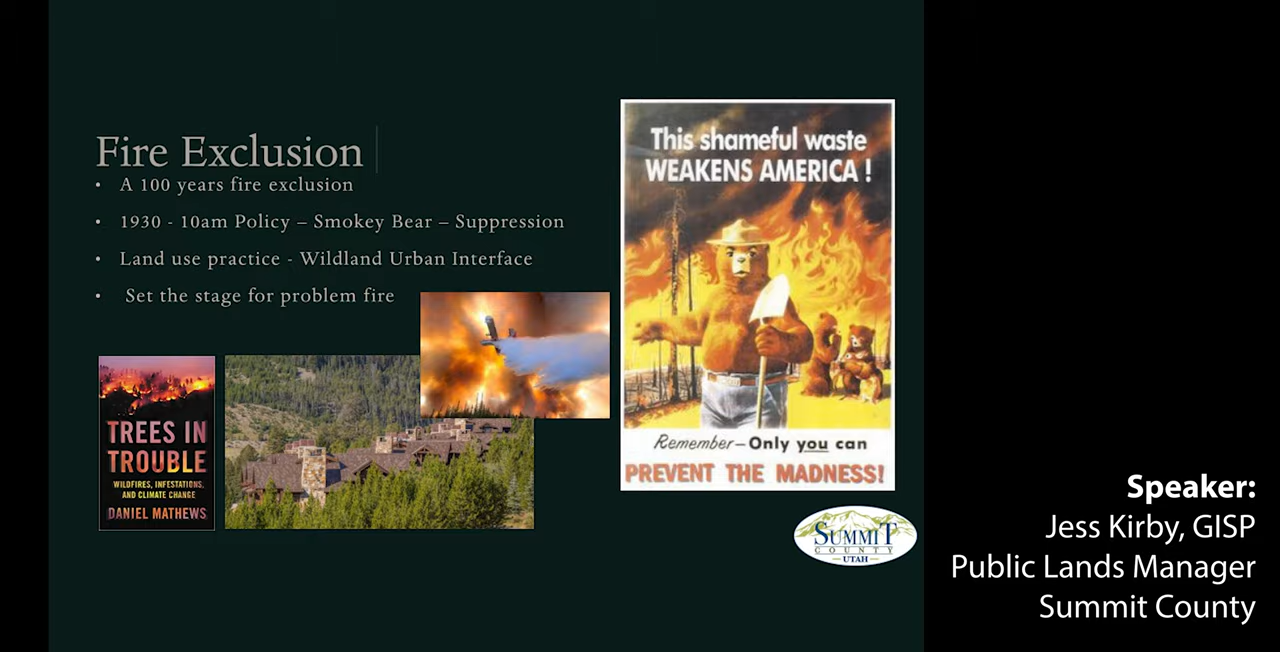 Fire Exclusion
• A 100 years fire exclusion
• 1930 - 10am Policy – Smokey Bear – Suppression
• Land use practice - Wildland Urban Interface
• Set the stage for problem fire
TREES IN
TROUBLE
WILDFIRES, INFESTATIONS,
AND CLIMATE CHANGE
DANIEL MATHEWS
This shameful waste
WEAKENS AMERICA !
Remember – Only you can
PREVENT THE MADNESS!
SUMMIT
COUNTY
UTAH
Speaker:
Jess Kirby, GISP
Public Lands Manager
Summit County